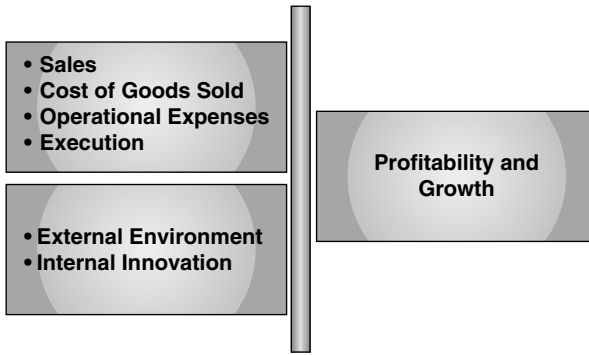 • Sales
• Cost of Goods Sold
• Operational Expenses
• Execution
• External Environment
• Internal Innovation
Profitability and
Growth